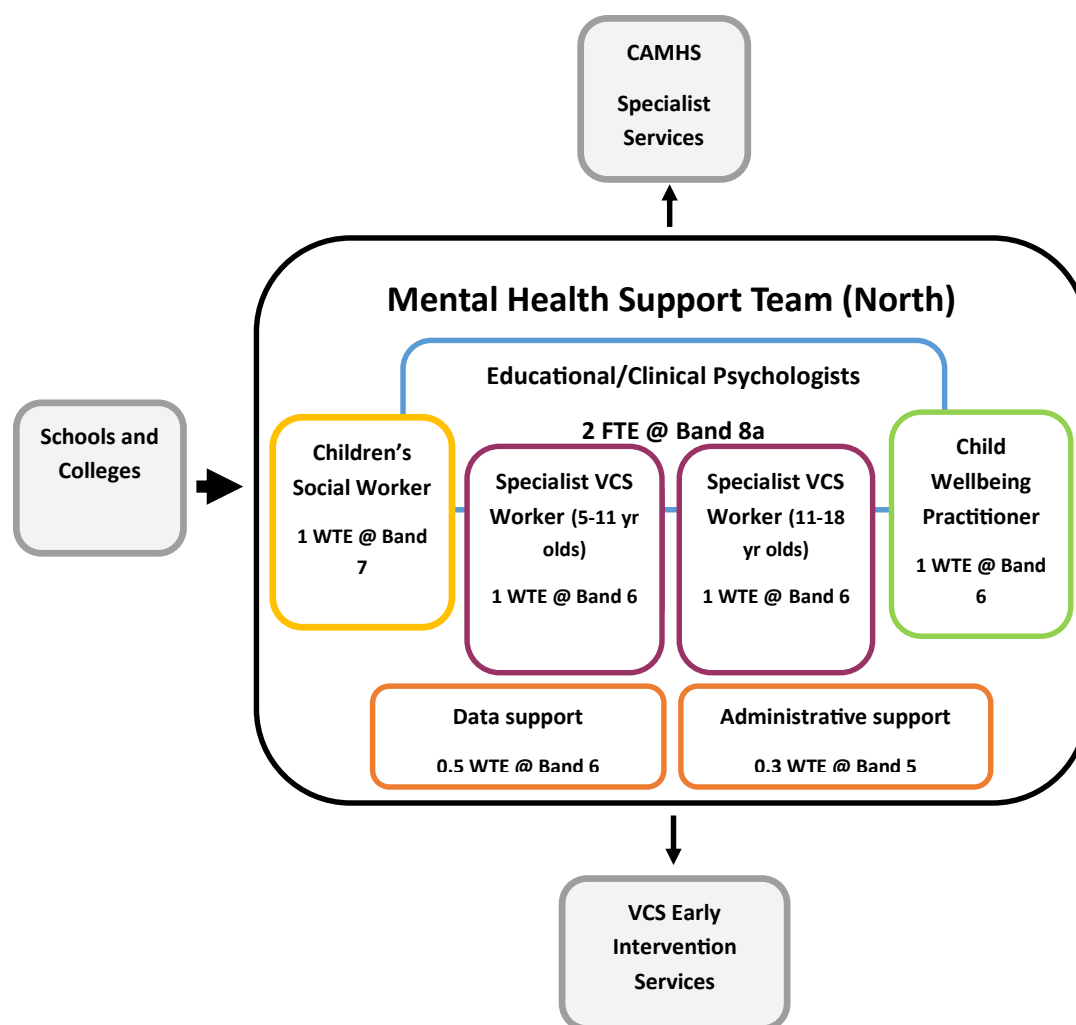 CAMHS
Specialist
Services
Mental Health Support Team (North)
Educational/Clinical Psychologists
2 FTE @ Band 8a
Schools and
Colleges
Children’s
Social Worker
1 WTE @ Band
7
Specialist VCS
Worker (5-11 yr
olds)
1 WTE @ Band 6
Specialist VCS
Worker (11-18
yr olds)
1 WTE @ Band 6
Child
Wellbeing
Practitioner
1 WTE @ Band
6
Data support
0.5 WTE @ Band 6
Administrative support
0.3 WTE @ Band 5
VCS Early
Intervention
Services